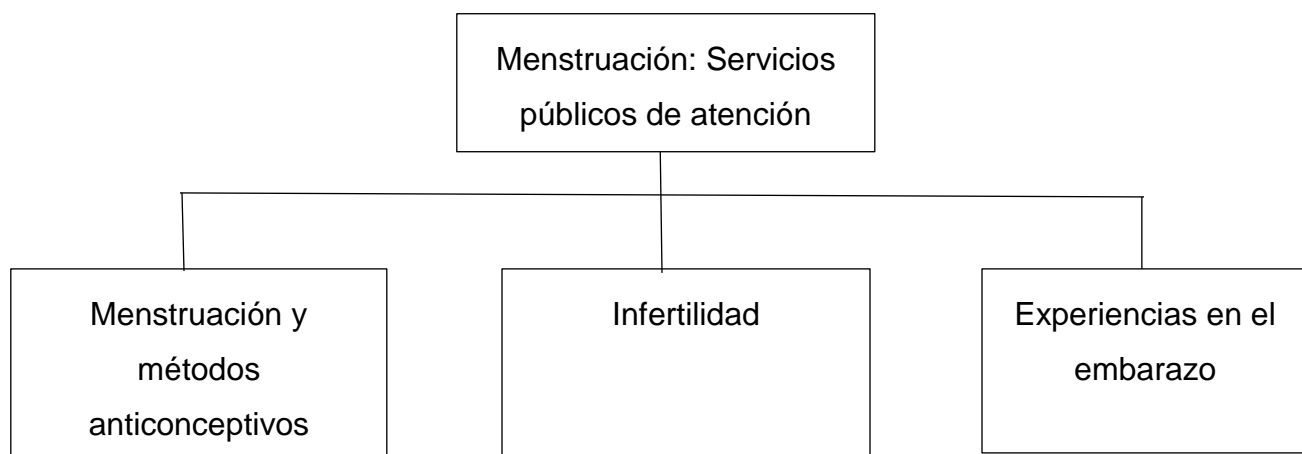 Menstruación: Servicios
públicos de atención
Menstruación y
métodos
anticonceptivos
Infertilidad
Experiencias en el
embarazo